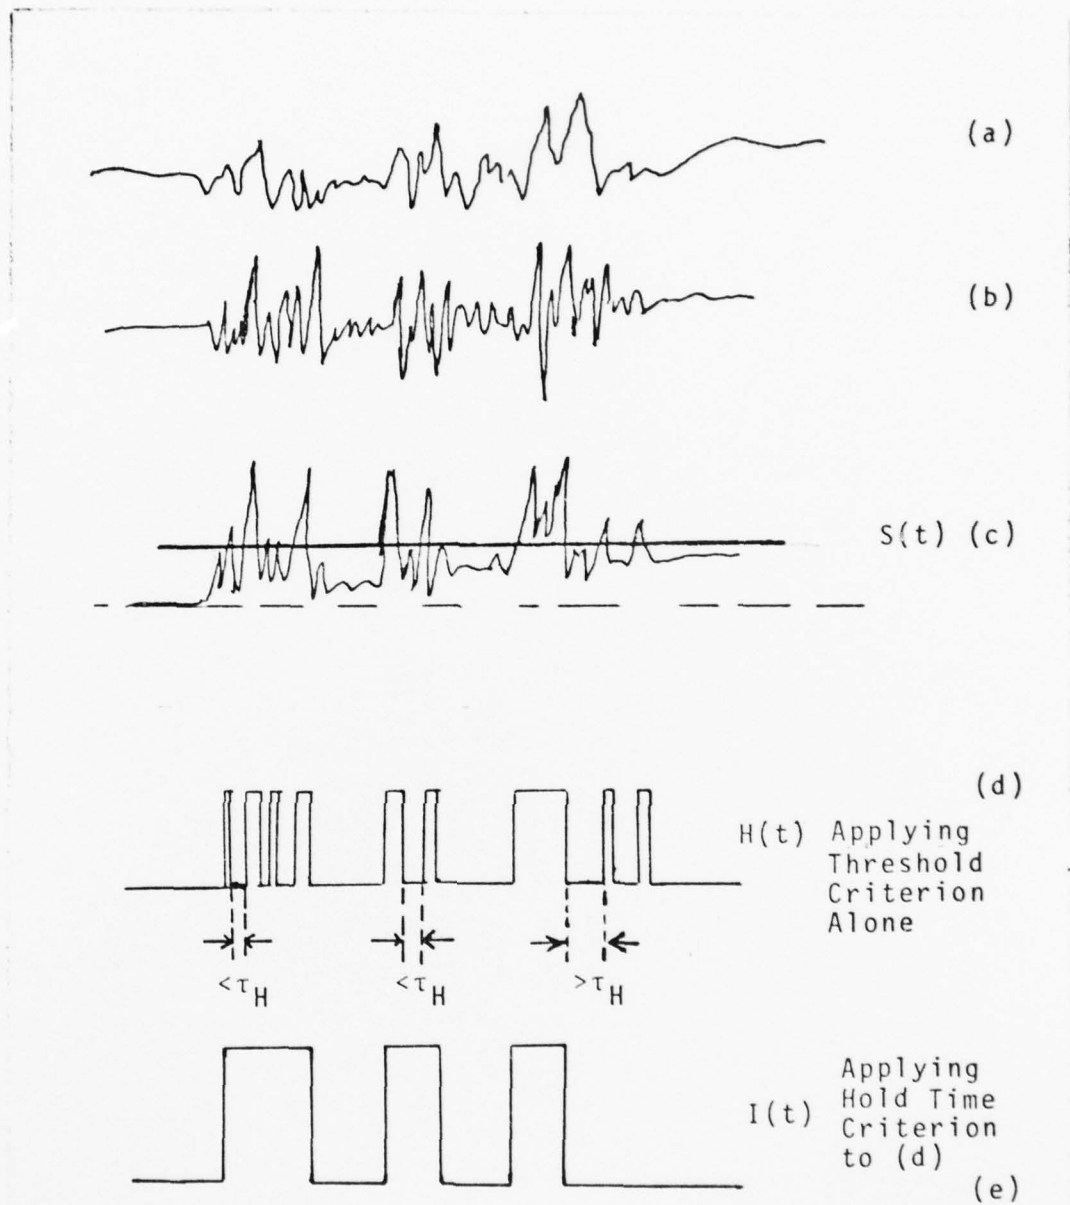 (a)
(b)
S(t) (c)
(d)
H(t) Applying
Threshold
Criterion
Alone
<τH <τH >τH
Applying
Hold Time
I(t) Criterion
to (d)
(e)